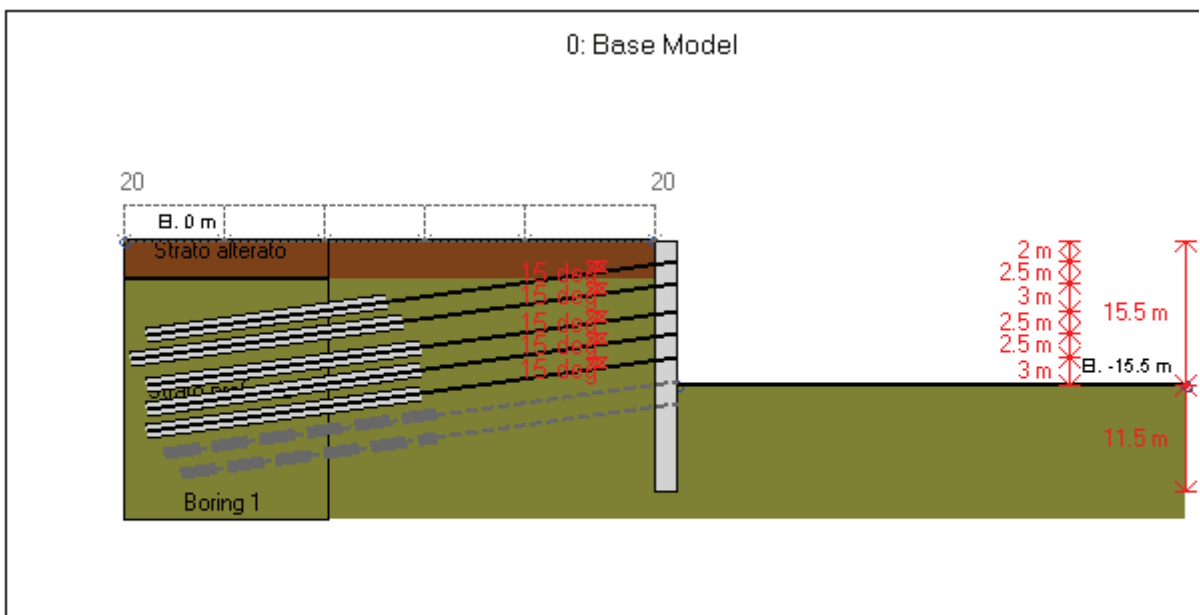 0: Base Model
20
20
El. 0 m
Strato alterato
15 deg
15 deg
15 deg
15 deg
15 deg
2 m
2.5 m
3 m
2.5 m
2.5 m
3 m
15.5 m
El. -15.5 m
11.5 m
Strato
Boring 1